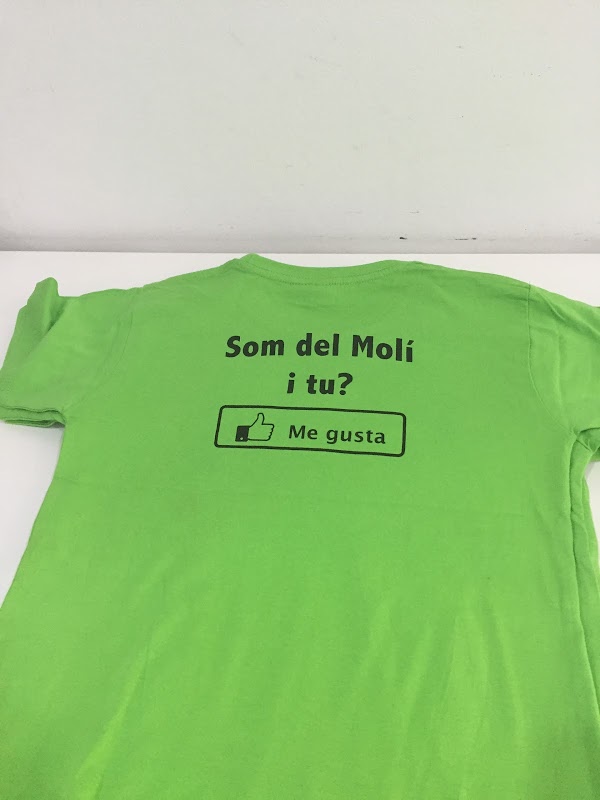 Som del Molí
i tu?
Me gusta